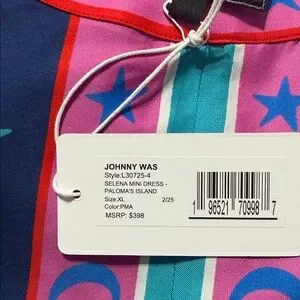 JOHNNY WAS
Style:L30725-4
SELENA MINI DRESS -
PALOMA'S ISLAND
Size:XL 2/25
Color:PMA
MSRP: $398
1 96521 70998 7